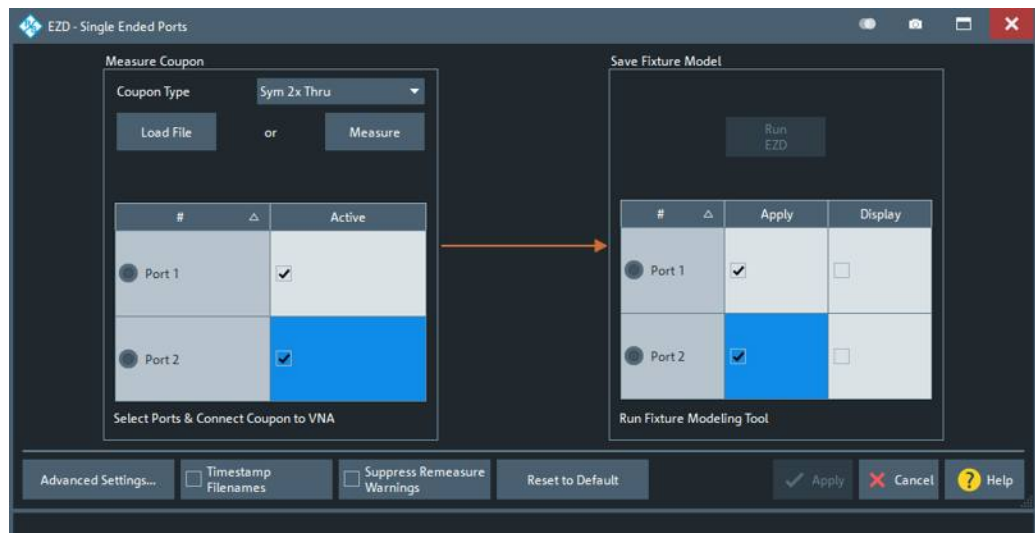 EZD - Single Ended Ports
Measure Coupon
Coupon Type
Sym 2x Thru
Load File
or
Measure
# Active
Port 1
Port 2
Select Ports & Connect Coupon to VNA
Save Fixture Model
Run
EZD
# Apply Display
Port 1
Port 2
Run Fixture Modeling Tool
Advanced Settings...
Timestamp
Filenames
Suppress Remeasure
Warnings
Reset to Default
Apply
Cancel
? Help